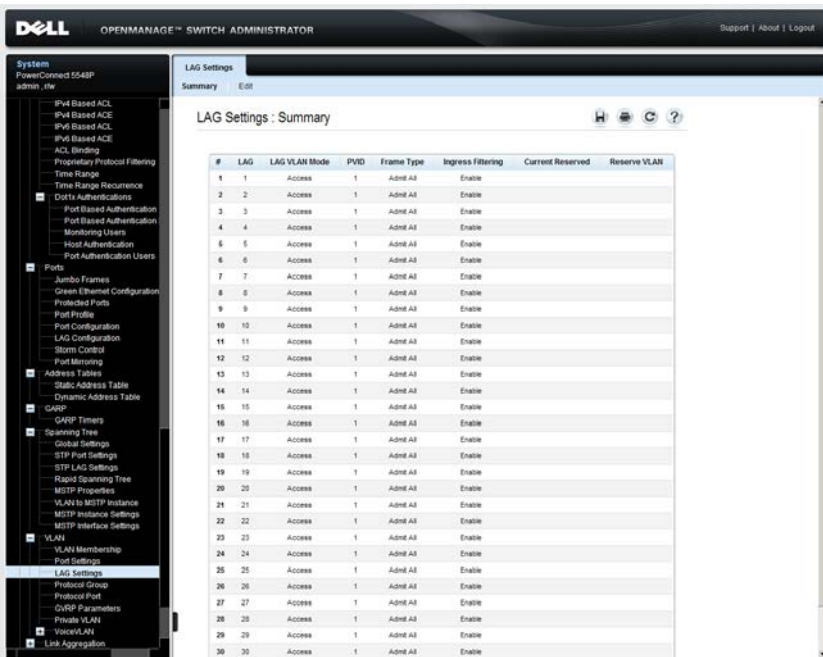 DELL OPENMANAGE™ SWITCH ADMINISTRATOR Support | About | Logout
System
PowerConnect 5548P
admin , r/w
IPv4 Based ACL
IPv4 Based ACE
IPv6 Based ACL
IPv6 Based ACE
ACL Binding
Proprietary Protocol Filtering
Time Range
Time Range Recurrence
Dot1x Authentications
Port Based Authentication
Port Based Authentication
Monitoring Users
Host Authentication
Port Authentication Users
Ports
Jumbo Frames
Green Ethernet Configuration
Protected Ports
Port Profile
Port Configuration
LAG Configuration
Storm Control
Port Mirroring
Address Tables
Static Address Table
Dynamic Address Table
GARP
GARP Timers
Spanning Tree
Global Settings
STP Port Settings
STP LAG Settings
Rapid Spanning Tree
MSTP Properties
VLAN to MSTP Instance
MSTP Instance Settings
MSTP Interface Settings
VLAN
VLAN Membership
Port Settings
LAG Settings
Protocol Group
Protocol Port
GVRP Parameters
Private VLAN
VoiceVLAN
Link Aggregation
LAG Settings
Summary Edit
LAG Settings : Summary
# LAG LAG VLAN Mode PVID Frame Type Ingress Filtering Current Reserved Reserve VLAN
1 1 Access 1 Admit All Enable
2 2 Access 1 Admit All Enable
3 3 Access 1 Admit All Enable
4 4 Access 1 Admit All Enable
5 5 Access 1 Admit All Enable
6 6 Access 1 Admit All Enable
7 7 Access 1 Admit All Enable
8 8 Access 1 Admit All Enable
9 9 Access 1 Admit All Enable
10 10 Access 1 Admit All Enable
11 11 Access 1 Admit All Enable
12 12 Access 1 Admit All Enable
13 13 Access 1 Admit All Enable
14 14 Access 1 Admit All Enable
15 15 Access 1 Admit All Enable
16 16 Access 1 Admit All Enable
17 17 Access 1 Admit All Enable
18 18 Access 1 Admit All Enable
19 19 Access 1 Admit All Enable
20 20 Access 1 Admit All Enable
21 21 Access 1 Admit All Enable
22 22 Access 1 Admit All Enable
23 23 Access 1 Admit All Enable
24 24 Access 1 Admit All Enable
25 25 Access 1 Admit All Enable
26 26 Access 1 Admit All Enable
27 27 Access 1 Admit All Enable
28 28 Access 1 Admit All Enable
29 29 Access 1 Admit All Enable
30 30 Access 1 Admit All Enable